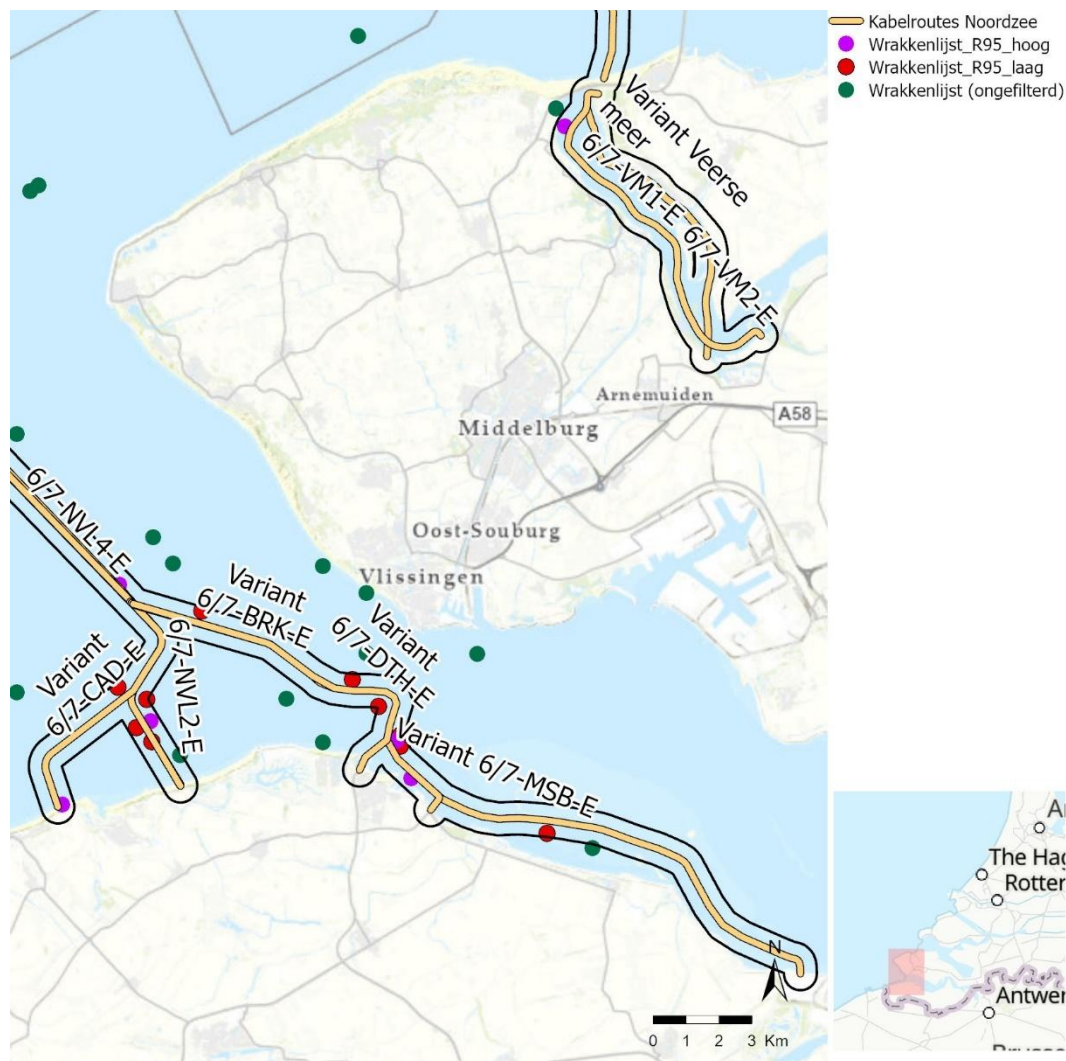 Kabelroutes Noordzee
Wrakkenlijst_R95_hoog
Wrakkenlijst_R95_laag
Wrakkenlijst (ongefilterd)
Variant Veerse
meer
6/7-VM1-E
6/7-VM2-E
Arnemuiden
A58
Middelburg
Oost-Souburg
Vlissingen
6/7-NVL4-E
Variant
6/7-BRK-E
Variant
6/7-DTH-E
Variant
6/7-CAD-E
6/7-NVL2-E
Variant 6/7-MSB-E
N
0 1 2 3 Km
The Hag
Rotter
Antwer